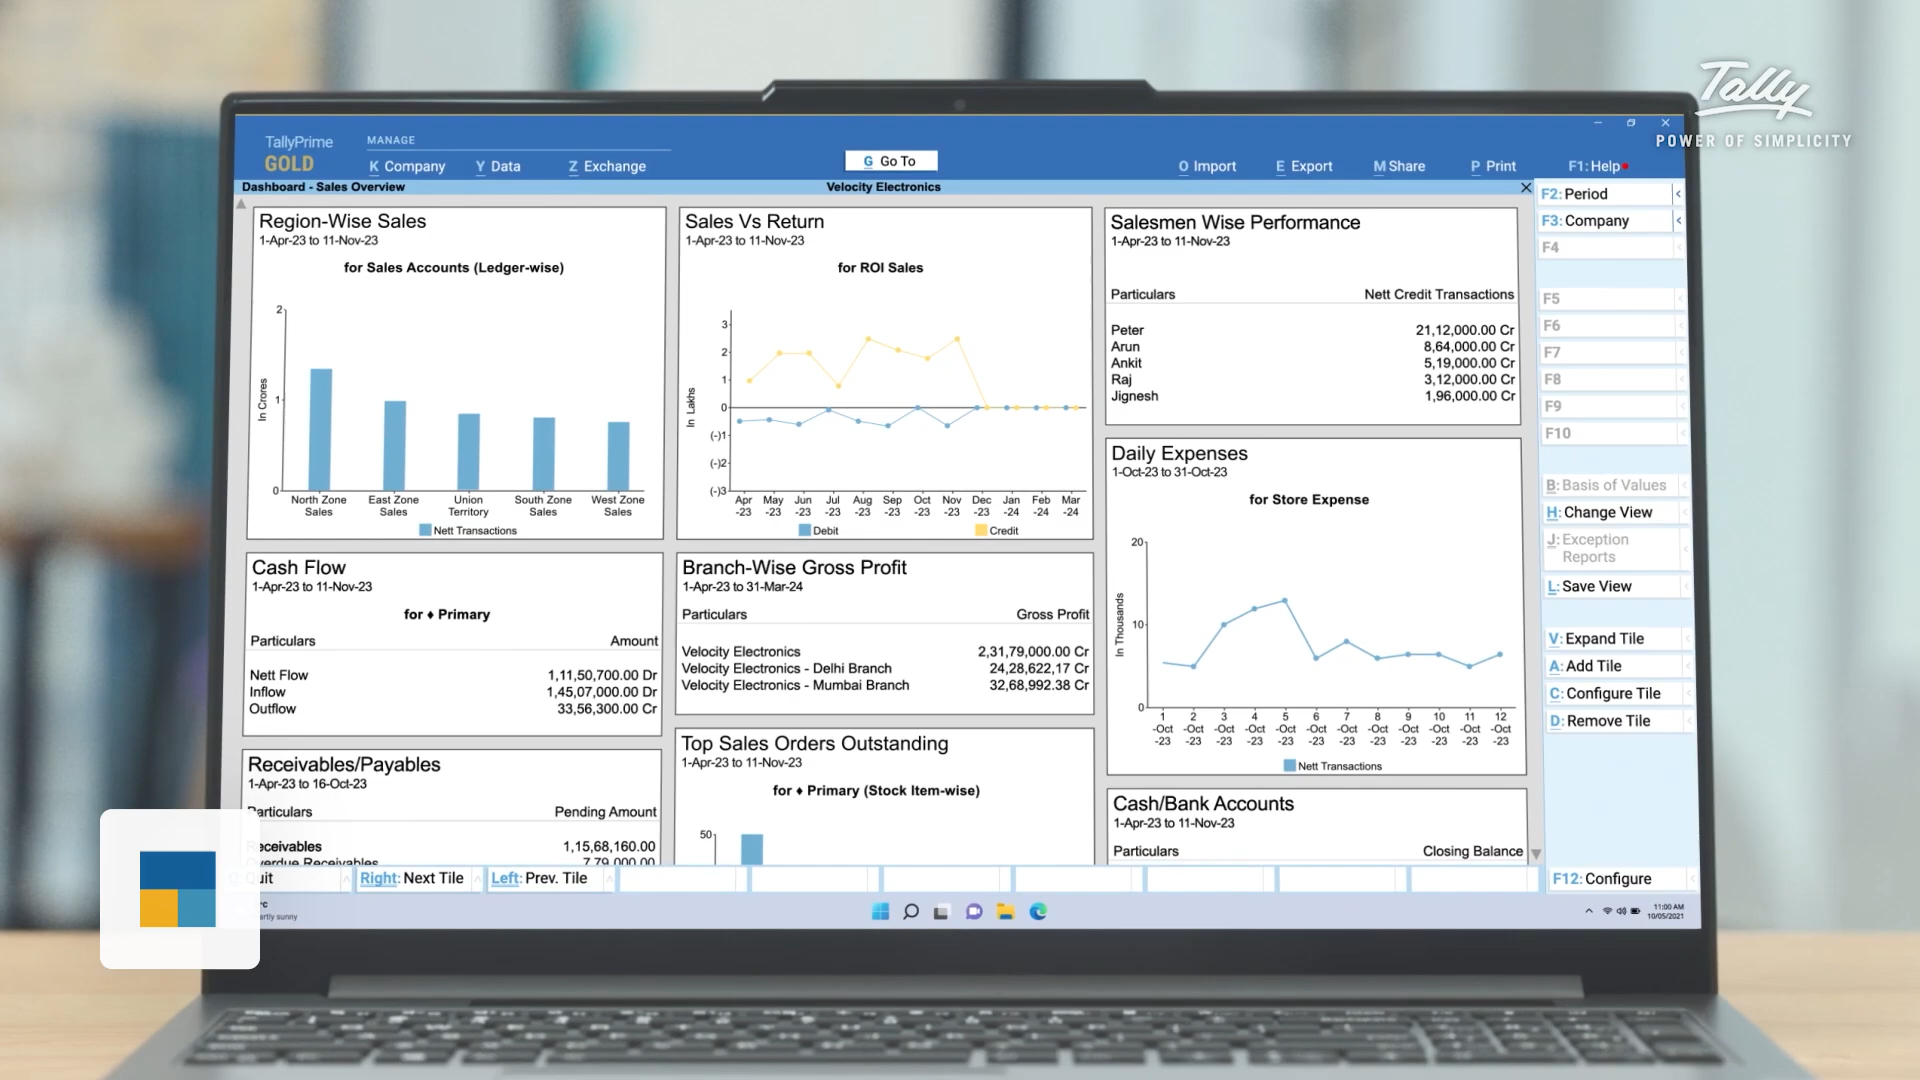 Tally
POWER OF SIMPLICITY
TallyPrime
GOLD
MANAGE
K Company
Y Data
Z Exchange
G Go To
O Import
E Export
M Share
P Print
F1: Help
Dashboard - Sales Overview
Velocity Electronics
Region-Wise Sales
1-Apr-23 to 11-Nov-23
for Sales Accounts (Ledger-wise)
In Crores
2
1
0
North Zone Sales
East Zone Sales
Union Territory
South Zone Sales
West Zone Sales
Nett Transactions
Sales Vs Return
1-Apr-23 to 11-Nov-23
for ROI Sales
In Lakhs
3
2
1
0
(-)1
(-)2
(-)3
Apr May Jun Jul Aug Sep Oct Nov Dec Jan Feb Mar
-23 -23 -23 -23 -23 -23 -23 -23 -23 -24 -24 -24
Debit
Credit
Salesmen Wise Performance
1-Apr-23 to 11-Nov-23
Particulars Nett Credit Transactions
Peter 21,12,000.00 Cr
Arun 8,64,000.00 Cr
Ankit 5,19,000.00 Cr
Raj 3,12,000.00 Cr
Jignesh 1,96,000.00 Cr
Cash Flow
1-Apr-23 to 11-Nov-23
for ♦ Primary
Particulars Amount
Nett Flow 1,11,50,700.00 Dr
Inflow 1,45,07,000.00 Dr
Outflow 33,56,300.00 Cr
Branch-Wise Gross Profit
1-Apr-23 to 31-Mar-24
Particulars Gross Profit
Velocity Electronics 2,31,79,000.00 Cr
Velocity Electronics - Delhi Branch 24,28,622,17 Cr
Velocity Electronics - Mumbai Branch 32,68,992.38 Cr
Daily Expenses
1-Oct-23 to 31-Oct-23
for Store Expense
In Thousands
20
10
0
1 2 3 4 5 6 7 8 9 10 11 12
-Oct -Oct -Oct -Oct -Oct -Oct -Oct -Oct -Oct -Oct -Oct -Oct
-23 -23 -23 -23 -23 -23 -23 -23 -23 -23 -23 -23
Nett Transactions
Receivables/Payables
1-Apr-23 to 16-Oct-23
Particulars Pending Amount
Receivables 1,15,68,160.00
Overdue Receivables 7,79,000.00
Top Sales Orders Outstanding
1-Apr-23 to 11-Nov-23
for ♦ Primary (Stock Item-wise)
50
Cash/Bank Accounts
1-Apr-23 to 11-Nov-23
Particulars Closing Balance
F2: Period
F3: Company
F4
F5
F6
F7
F8
F9
F10
B: Basis of Values
H: Change View
J: Exception
Reports
L: Save View
V: Expand Tile
A: Add Tile
C: Configure Tile
D: Remove Tile
F12: Configure
Quit
Right: Next Tile
Left: Prev. Tile
11:00 AM
10/05/2021